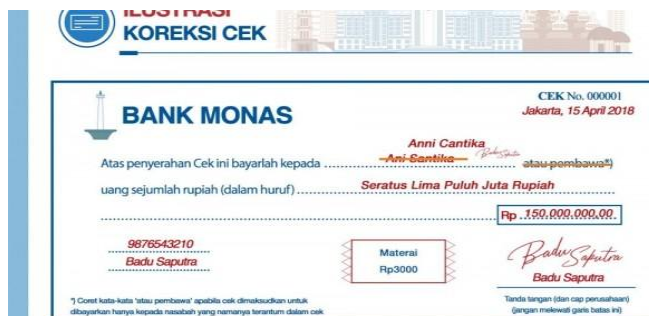 ILUSTRASI
KOREKSI CEK
CEK No. 000001
BANK MONAS
Jakarta, 15 April 2018
Anni Cantika
Atas penyerahan Cek ini bayarlah kepada ..... Ani Santika Badu Saputra atau pembawa*)
uang sejumlah rupiah (dalam huruf) ..... Seratus Lima Puluh Juta Rupiah
Rp 150.000.000,00
9876543210
Badu Saputra
Materai
Rp3000
Badu Saputra
Badu Saputra
*) Coret kata-kata 'atau pembawa' apabila cek dimaksudkan untuk
dibayarkan hanya kepada nasabah yang namanya terantum dalam cek
Tanda tangan (dan cap perusahaan)
(jangan melewati garis batas ini)